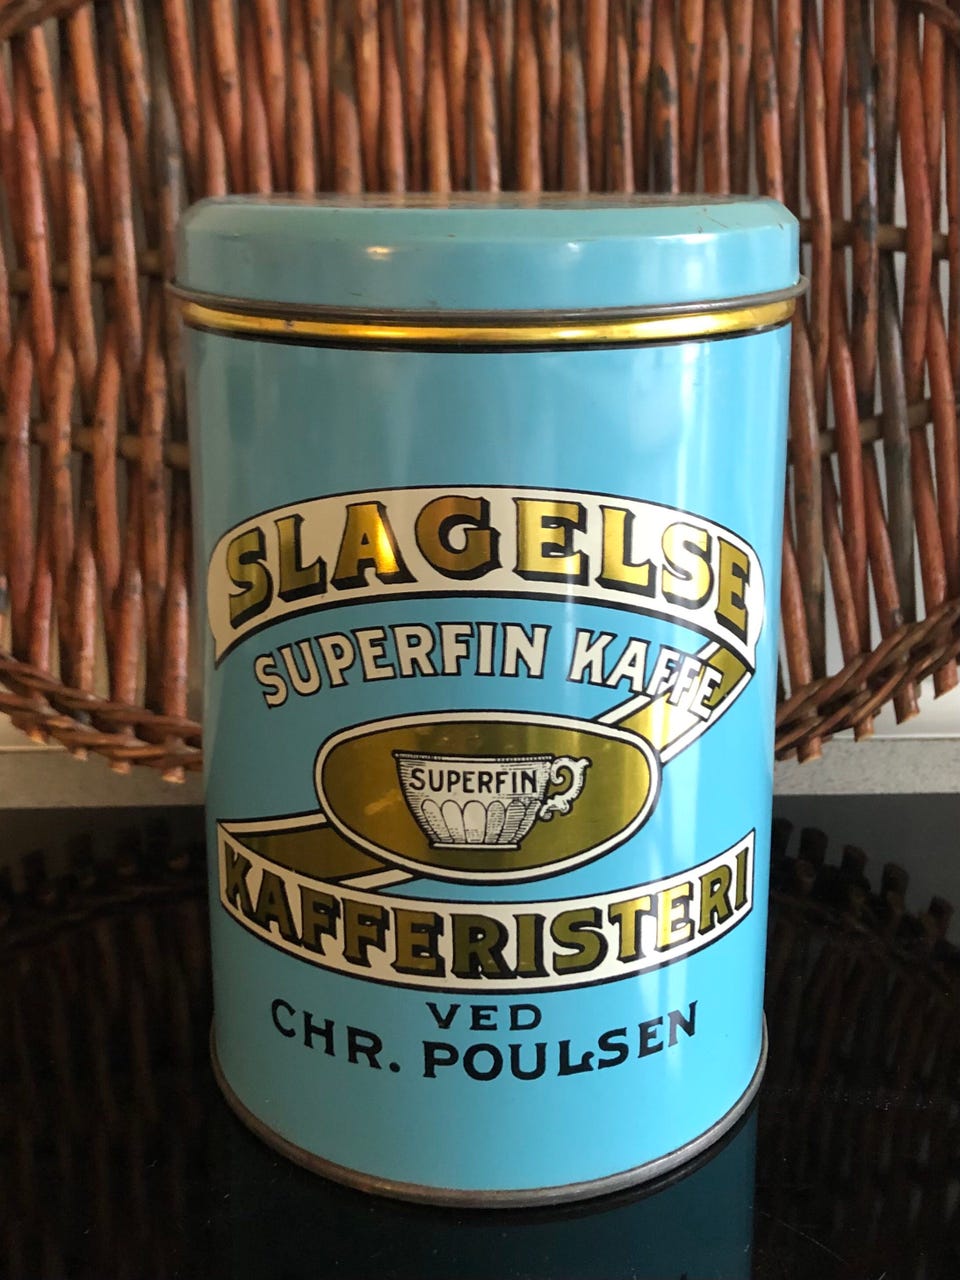 SLAGELSE
SUPERFIN KAFFE
SUPERFIN
KAFFERISTERI
VED
CHR. POULSEN